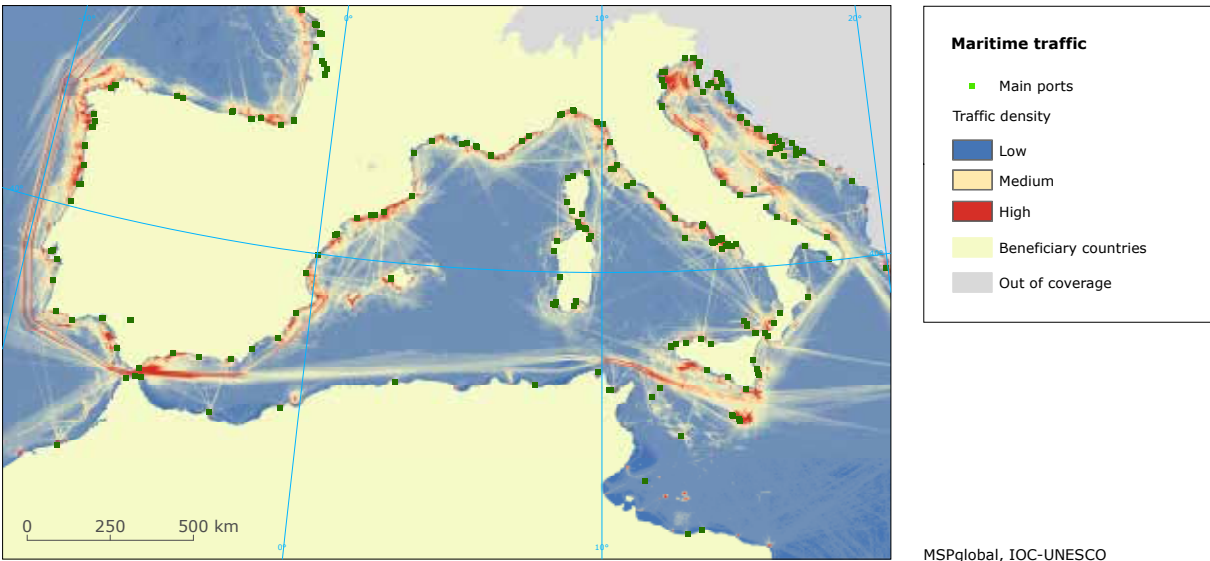 0°
10°
20°
0
250
500 km
0°
10°
Maritime traffic
Main ports
Traffic density
Low
Medium
High
Beneficiary countries
Out of coverage
MSPglobal, IOC-UNESCO